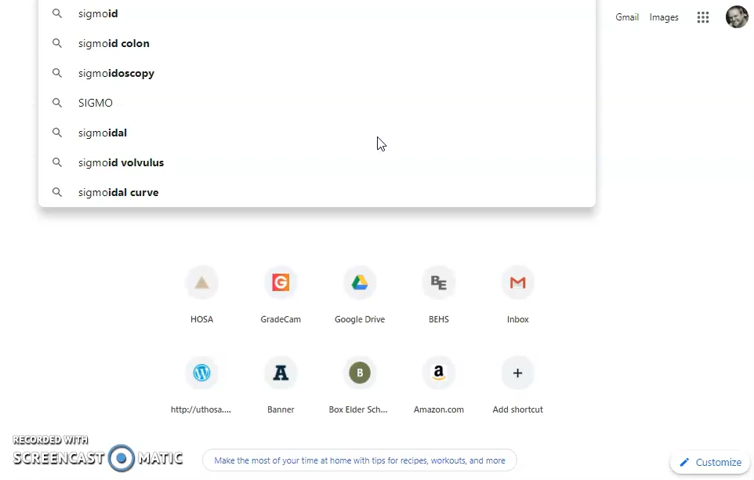 sigmoid
Gmail Images
sigmoid colon
sigmoidoscopy
SIGMO
sigmoidal
sigmoid volvulus
sigmoidal curve
G
BE
HOSA GradeCam Google Drive BEHS Inbox
A B a
http://uthosa.... Banner Box Elder Sch... Amazon.com Add shortcut
RECORDED WITH
SCREENCAST MATIC
Make the most of your time at home with tips for recipes, workouts, and more
Customize